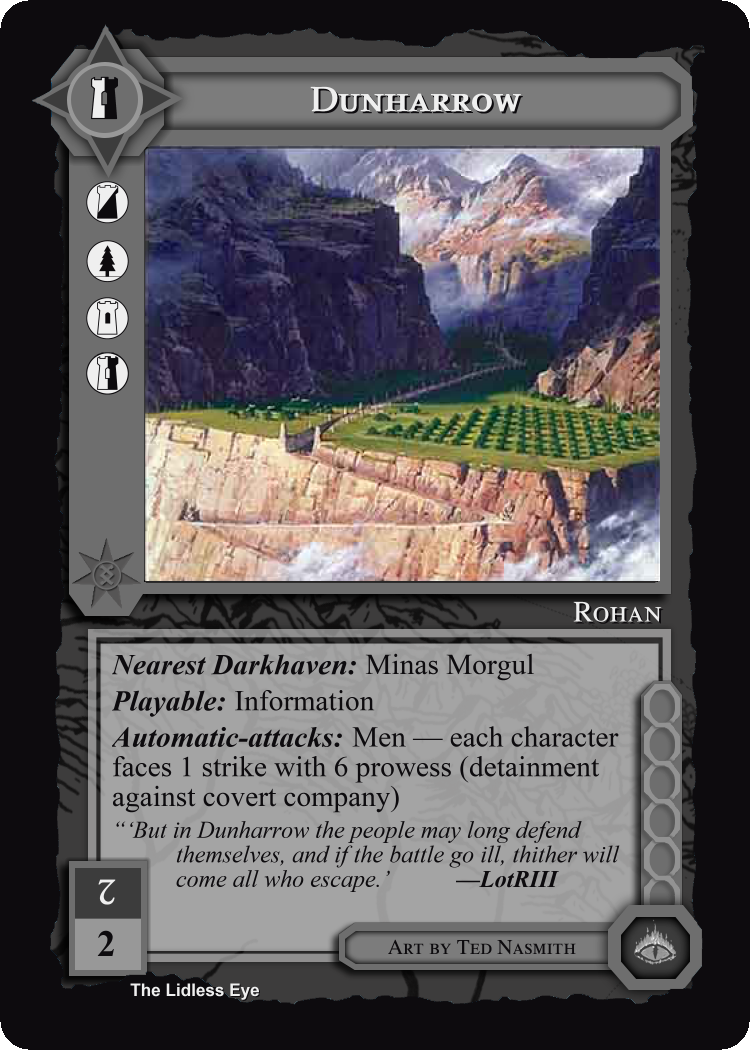 Dunharrow
Rohan
Nearest Darkhaven: Minas Morgul
Playable: Information
Automatic-attacks: Men — each character
faces 1 strike with 6 prowess (detainment
against covert company)
“‘But in Dunharrow the people may long defend
themselves, and if the battle go ill, thither will
come all who escape.’ —LotRIII
2
2
Art by Ted Nasmith
The Lidless Eye